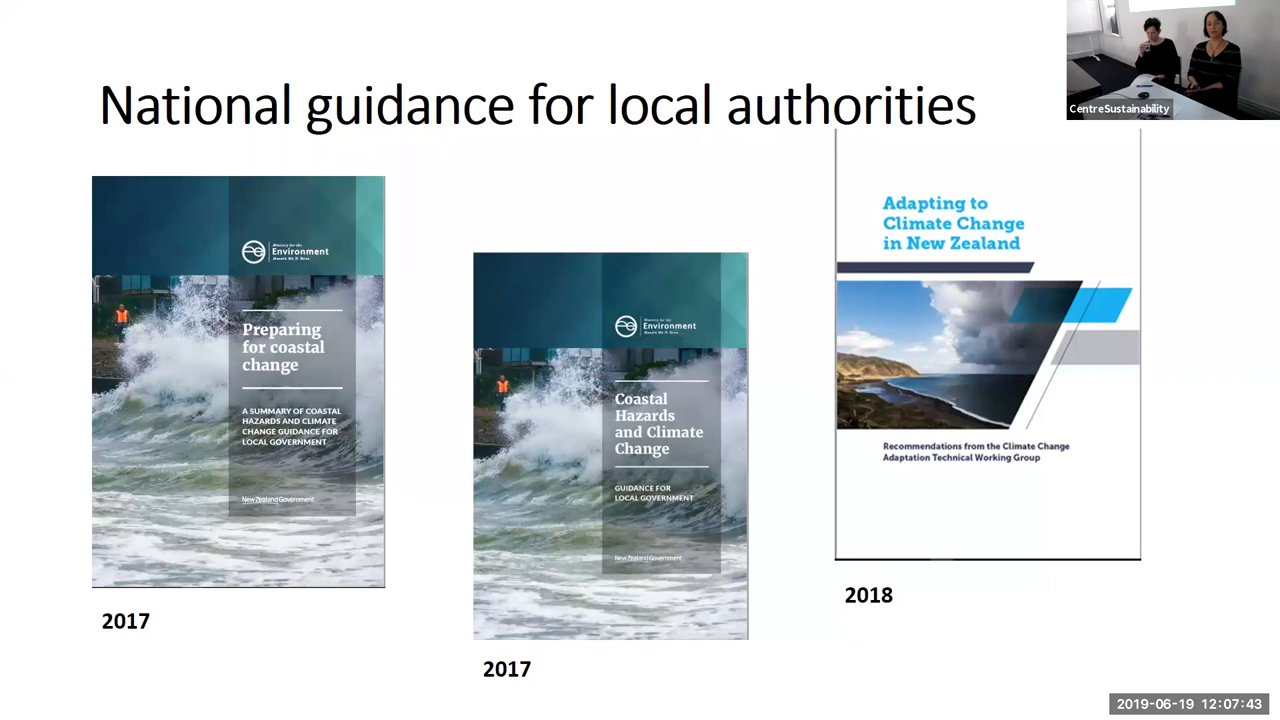 National guidance for local authorities
CentreSustainability
Ministry for the
Environment
Preparing
for coastal
change
A SUMMARY OF COASTAL
HAZARDS AND CLIMATE
CHANGE GUIDANCE FOR
LOCAL GOVERNMENT
New Zealand Government
2017
Ministry for the
Environment
Coastal
Hazards
and Climate
Change
GUIDANCE FOR
LOCAL GOVERNMENT
New Zealand Government
2017
Adapting to
Climate Change
in New Zealand
Recommendations from the Climate Change
Adaptation Technical Working Group
2018
2019-06-19 12:07:43